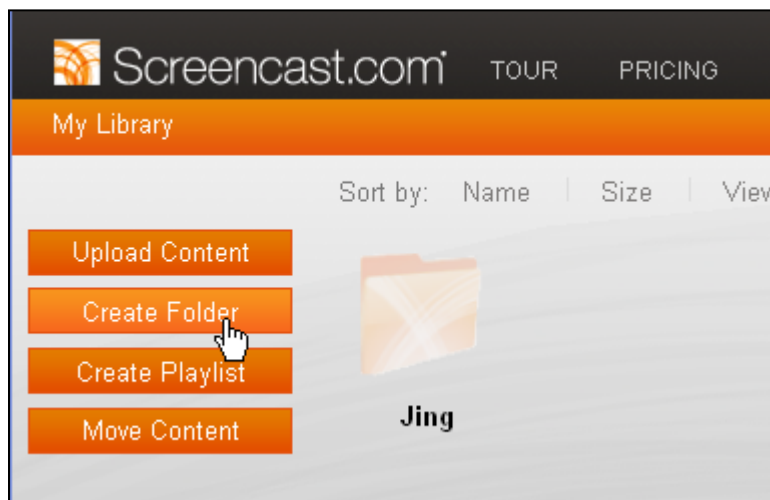 Screencast.com TOUR PRICING
My Library
Sort by: Name Size View
Upload Content
Create Folder
Create Playlist
Move Content
Jing